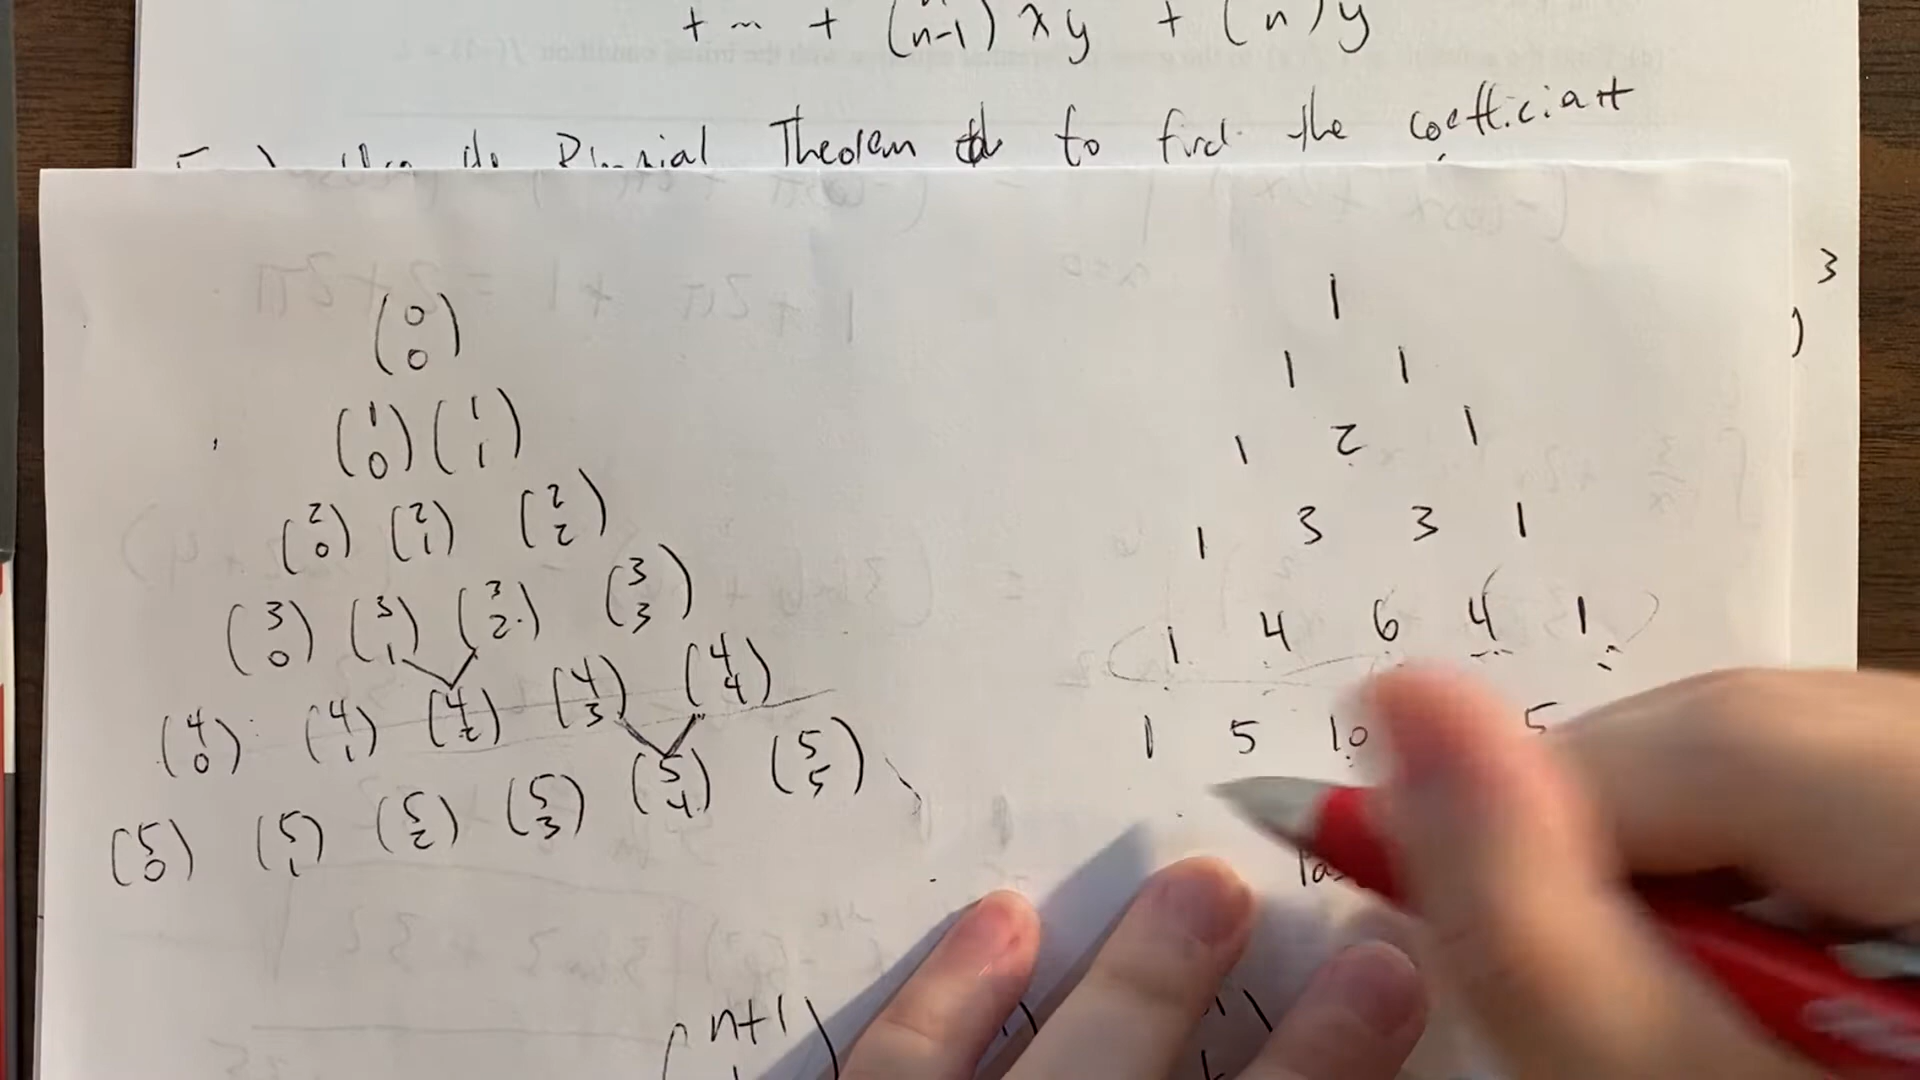 + ... + (n-1) x y + (n) y
Binomial Theorem to find the coefficient
3
)
(0 0)
(1 0) (1 1)
(2 0) (2 1) (2 2)
(3 0) (3 1) (3 2) (3 3)
(4 0) (4 1) (4 2) (4 3) (4 4)
(5 0) (5 1) (5 2) (5 3) (5 4) (5 5)
1
1 1
1 2 1
1 3 3 1
1 4 6 4 1
1 5 10 5
(n+1